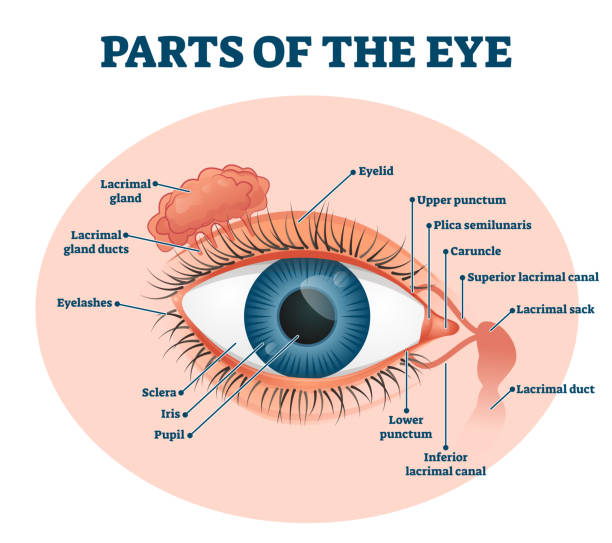 PARTS OF THE EYE
Lacrimal
gland
Lacrimal
gland ducts
Eyelashes
Sclera
Iris
Pupil
Eyelid
Upper punctum
Plica semilunaris
Caruncle
Superior lacrimal canal
Lacrimal sack
Lacrimal duct
Lower
punctum
Inferior
lacrimal canal